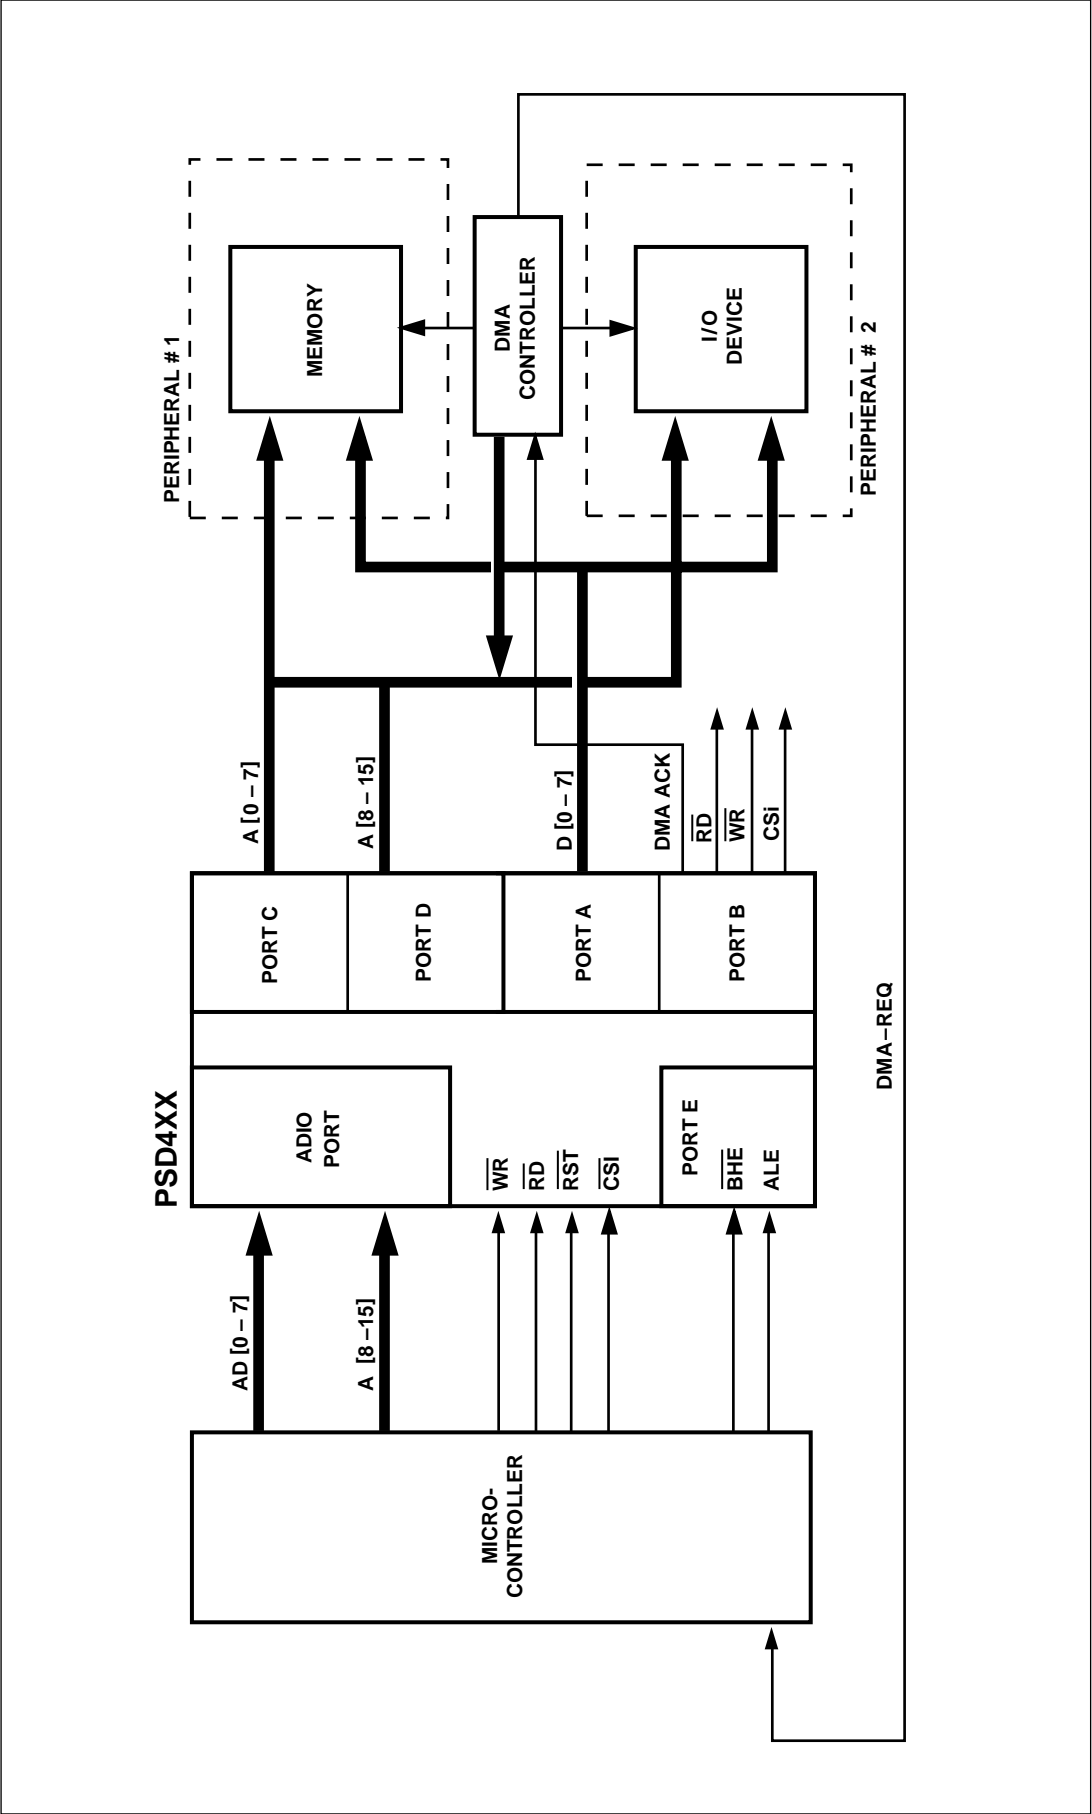 PSD4XX
MICRO-
CONTROLLER
AD [0 – 7]
A [8 –15]
ADIO
PORT
WR
RD
RST
CSI
PORT E
BHE
ALE
PORT C
PORT D
PORT A
PORT B
A [0 – 7]
A [8 – 15]
D [0 – 7]
DMA ACK
RD
WR
CSi
PERIPHERAL # 1
MEMORY
DMA
CONTROLLER
I/O
DEVICE
PERIPHERAL # 2
DMA–REQ